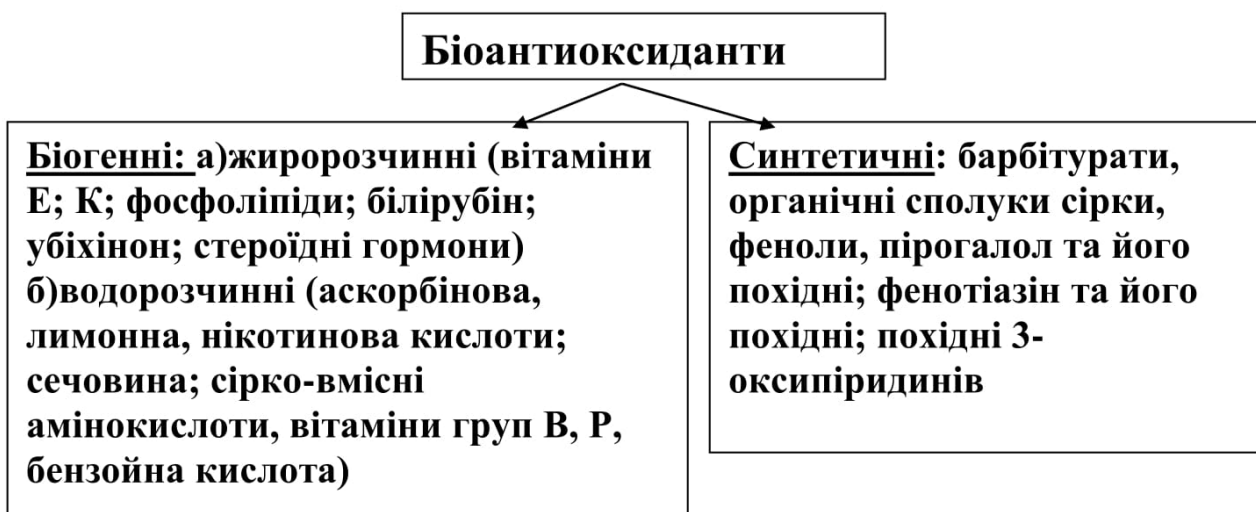 Біоантиоксиданти
Біогенні: а)жиророзчинні (вітаміни
Е; К; фосфоліпіди; білірубін;
убіхінон; стероїдні гормони)
б)водорозчинні (аскорбінова,
лимонна, нікотинова кислоти;
сечовина; сірко-вмісні
амінокислоти, вітаміни груп В, Р,
бензойна кислота)
Синтетичні: барбітурати,
органічні сполуки сірки,
феноли, пірогалол та його
похідні; фенотіазін та його
похідні; похідні 3-
оксипіридинів